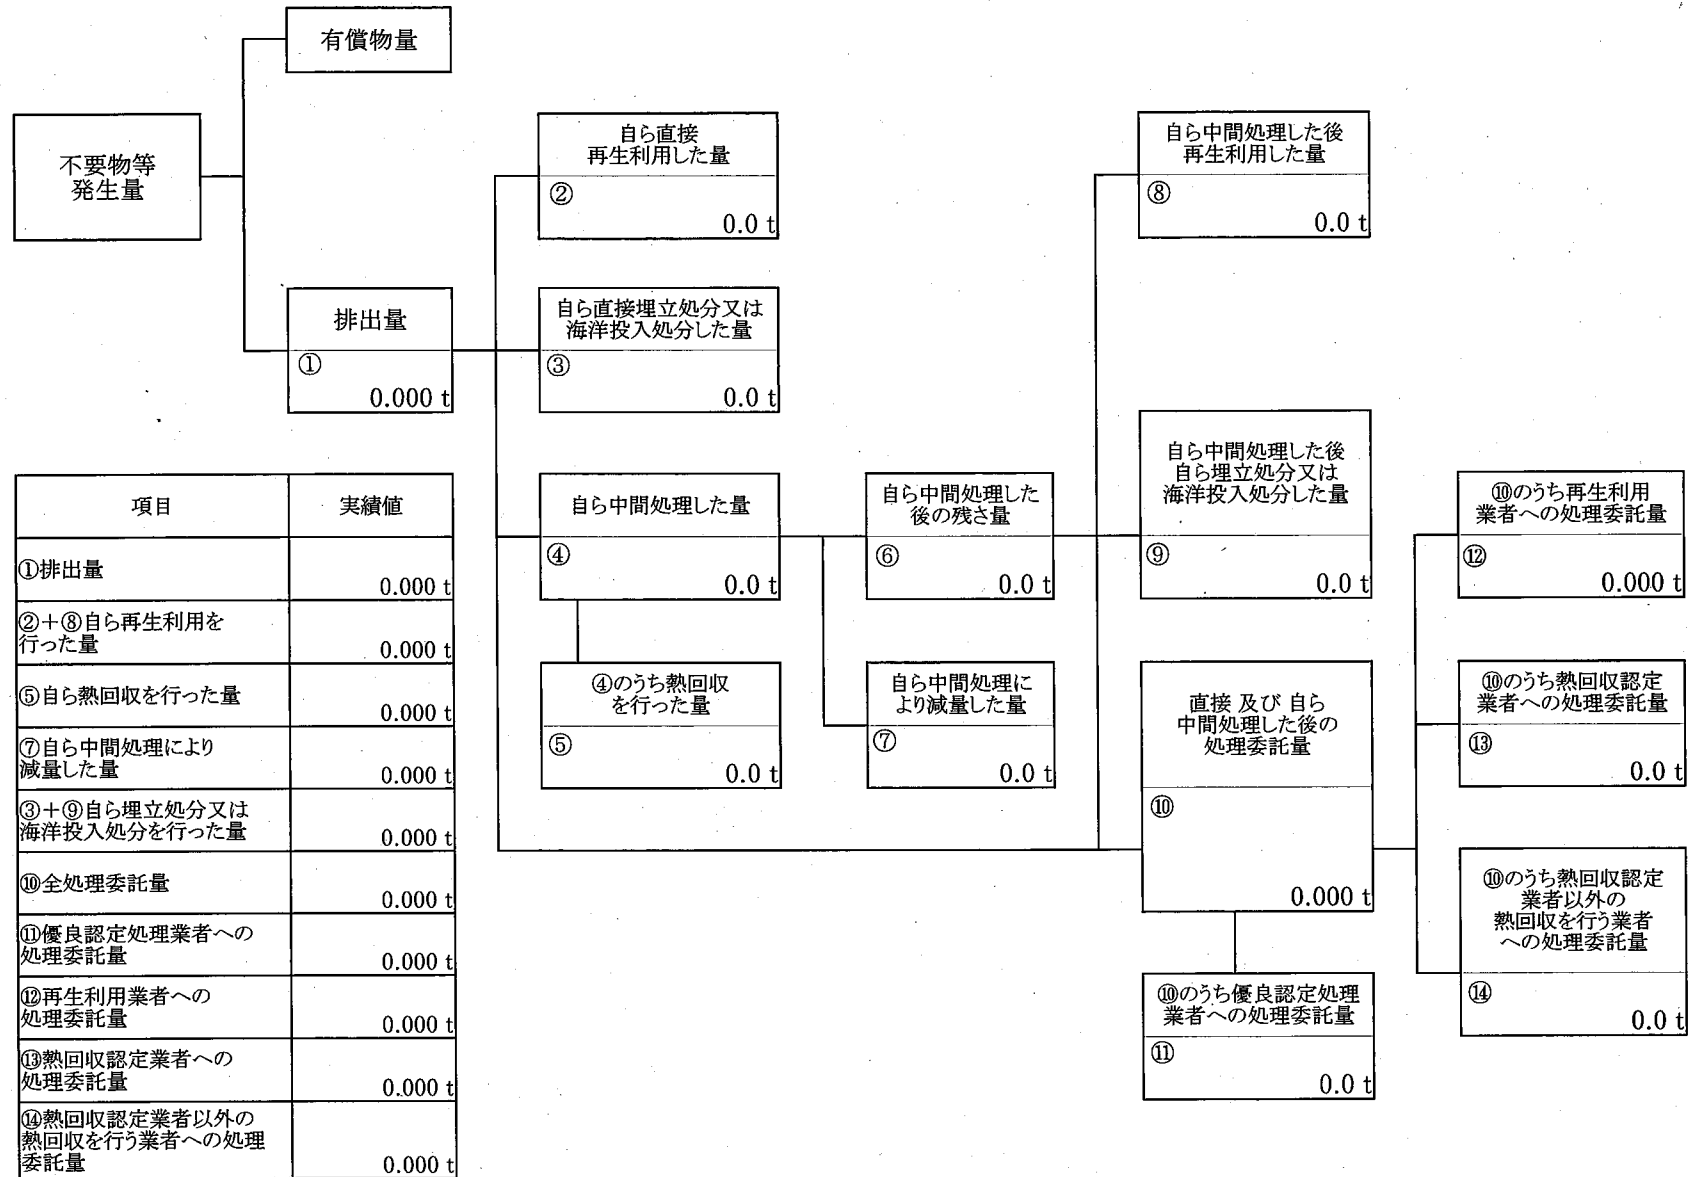 有償物量
不要物等
発生量
排出量
①
0.000 t
自ら直接
再生利用した量
②
0.0 t
自ら直接埋立処分又は
海洋投入処分した量
③
0.0 t
自ら中間処理した量
④
0.0 t
④のうち熱回収
を行った量
⑤
0.0 t
自ら中間処理した
後の残さ量
⑥
0.0 t
自ら中間処理に
より減量した量
⑦
0.0 t
自ら中間処理した後
再生利用した量
⑧
0.0 t
自ら中間処理した後
自ら埋立処分又は
海洋投入処分した量
⑨
0.0 t
直接 及び 自ら
中間処理した後の
処理委託量
⑩
0.000 t
⑩のうち優良認定処理
業者への処理委託量
⑪
0.0 t
⑩のうち再生利用
業者への処理委託量
⑫
0.000 t
⑩のうち熱回収認定
業者への処理委託量
⑬
0.0 t
⑩のうち熱回収認定
業者以外の
熱回収を行う業者
への処理委託量
⑭
0.0 t
項目
実績値
①排出量
0.000 t
②+⑧自ら再生利用を
行った量
0.000 t
⑤自ら熱回収を行った量
0.000 t
⑦自ら中間処理により
減量した量
0.000 t
③+⑨自ら埋立処分又は
海洋投入処分を行った量
0.000 t
⑩全処理委託量
0.000 t
⑪優良認定処理業者への
処理委託量
0.000 t
⑫再生利用業者への
処理委託量
0.000 t
⑬熱回収認定業者への
処理委託量
0.000 t
⑭熱回収認定業者以外の
熱回収を行う業者への処理
委託量
0.000 t